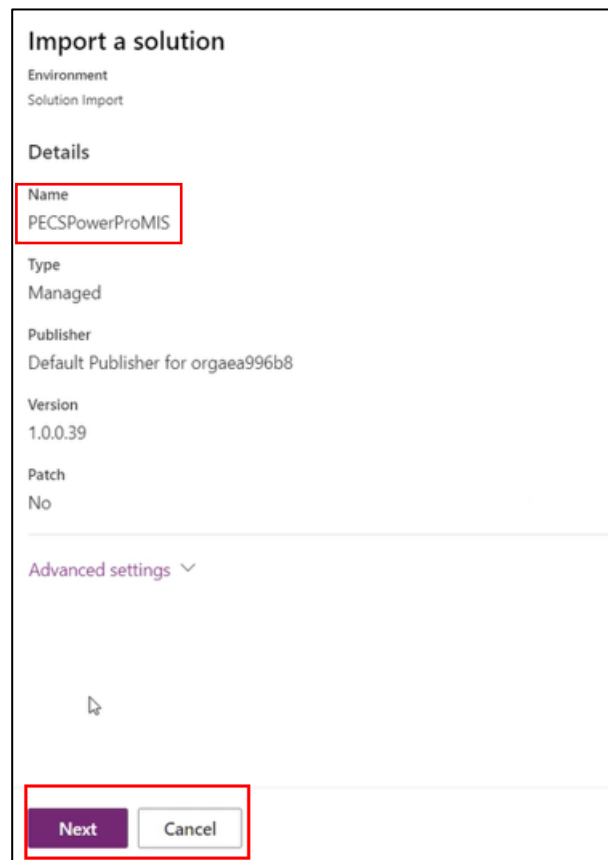 Import a solution
Environment
Solution Import
Details
Name
PECSPowerProMIS
Type
Managed
Publisher
Default Publisher for orgaea996b8
Version
1.0.0.39
Patch
No
Advanced settings
Next Cancel